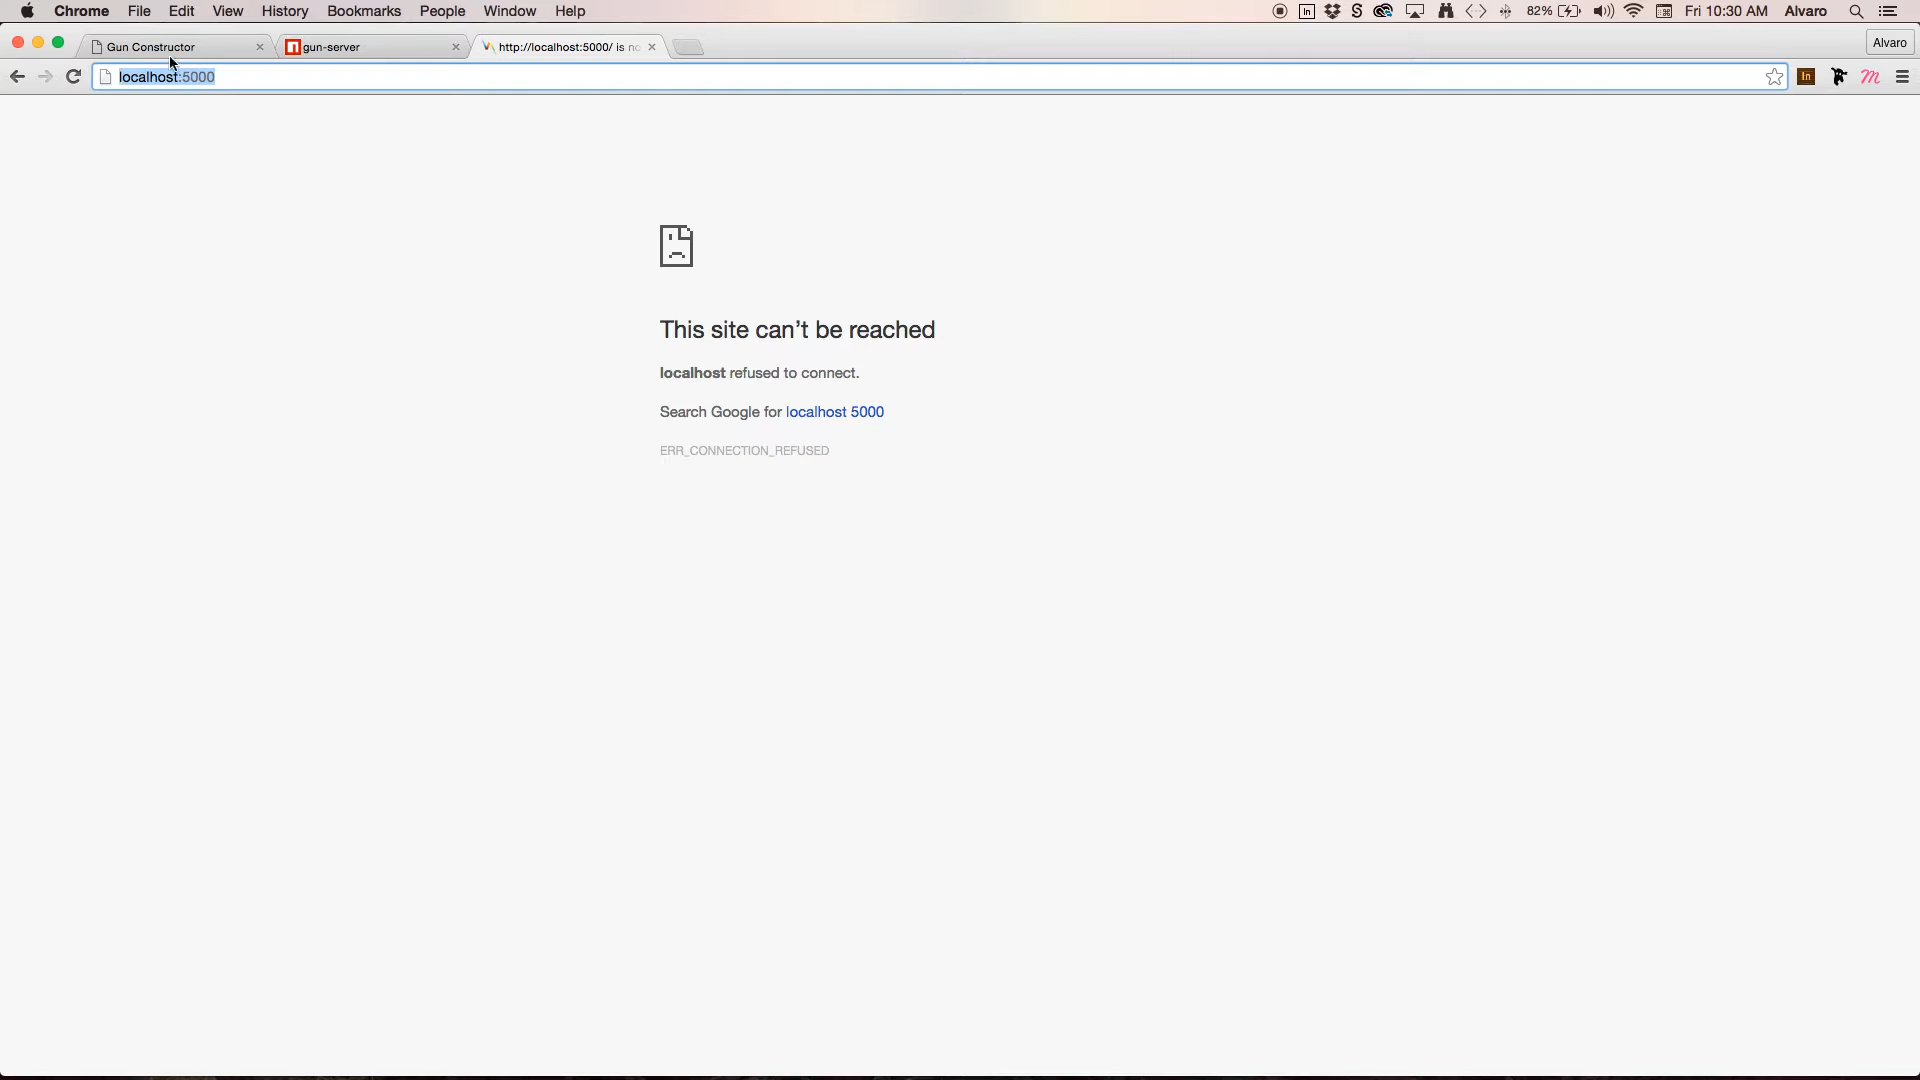 Chrome File Edit View History Bookmarks People Window Help 82% Fri 10:30 AM Alvaro
Gun Constructor gun-server http://localhost:5000/ is no Alvaro
localhost:5000
This site can’t be reached
localhost refused to connect.
Search Google for localhost 5000
ERR_CONNECTION_REFUSED